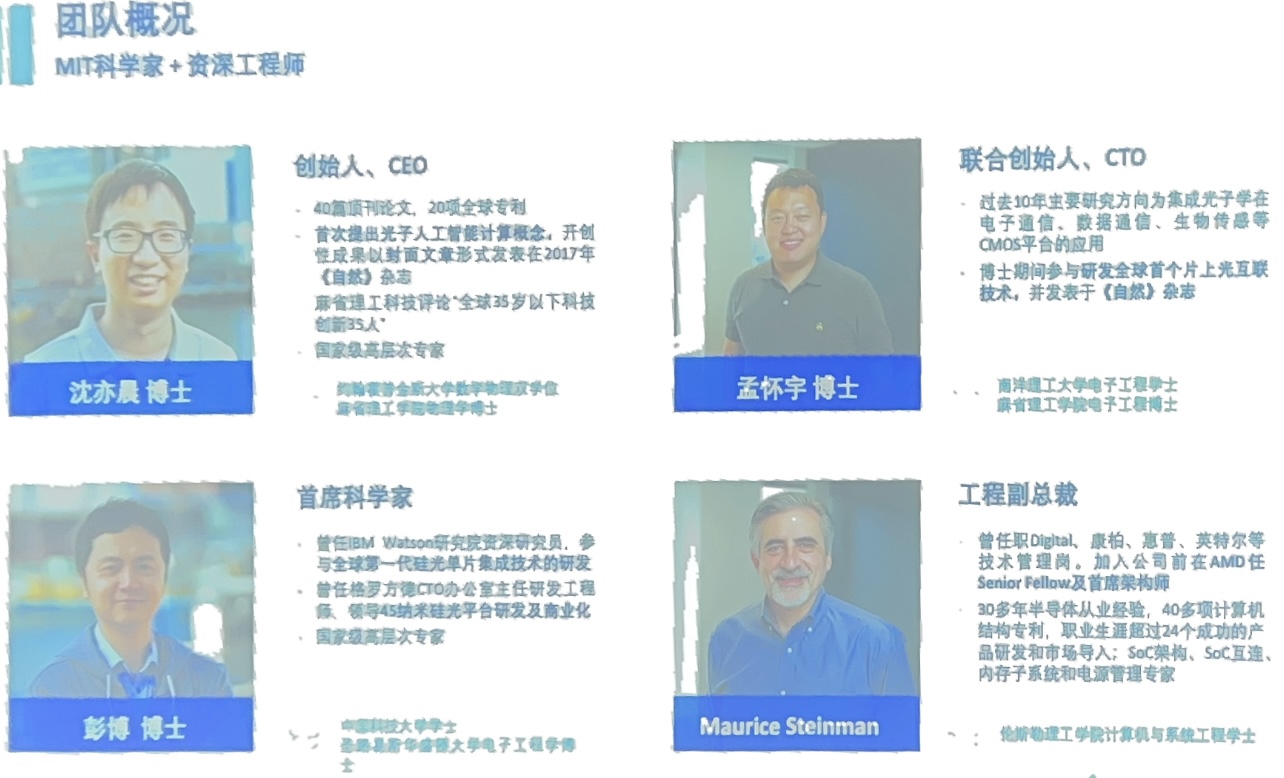 团队概况
MIT科学家 + 资深工程师
创始人、CEO
40篇顶刊论文，20项全球专利
首次提出光子人工智能计算概念。开创
性成果以封面文章形式发表在2017年
《自然》杂志
麻省理工科技评论“全球35岁以下科技
创新35人”
国家级高层次专家
约翰霍普金斯大学数学物理双学位
麻省理工学院物理学博士
沈亦晨 博士
联合创始人、CTO
过去10年主要研究方向为集成光子学在
电子通信、数据通信、生物传感等
CMOS平台的应用
博士期间参与研发全球首个片上光互联
技术，并发表于《自然》杂志
南洋理工大学电子工程学士
麻省理工学院电子工程博士
孟怀宇 博士
首席科学家
曾任IBM Watson研究院资深研究员，参
与全球第一代硅光单片集成技术的研发
曾任格罗方德CTO办公室主任研发工程
师、领导45纳米硅光平台研发及商业化
国家级高层次专家
中国科技大学学士
大学电子工程学博
士
彭博 博士
工程副总裁
曾任职Digital、康柏、惠普、英特尔等
技术管岗。加入公司前在AMD任
Senior Fellow及首席架构师
30多年半导体从业经验，40多项计算机
结构专利，职业生涯超过24个成功的产
品研发和市场导入；SoC架构、SoC互连、
内存子系统和电源管理专家
伦斯勒理工学院计算机与系统工程学士
Maurice Steinman